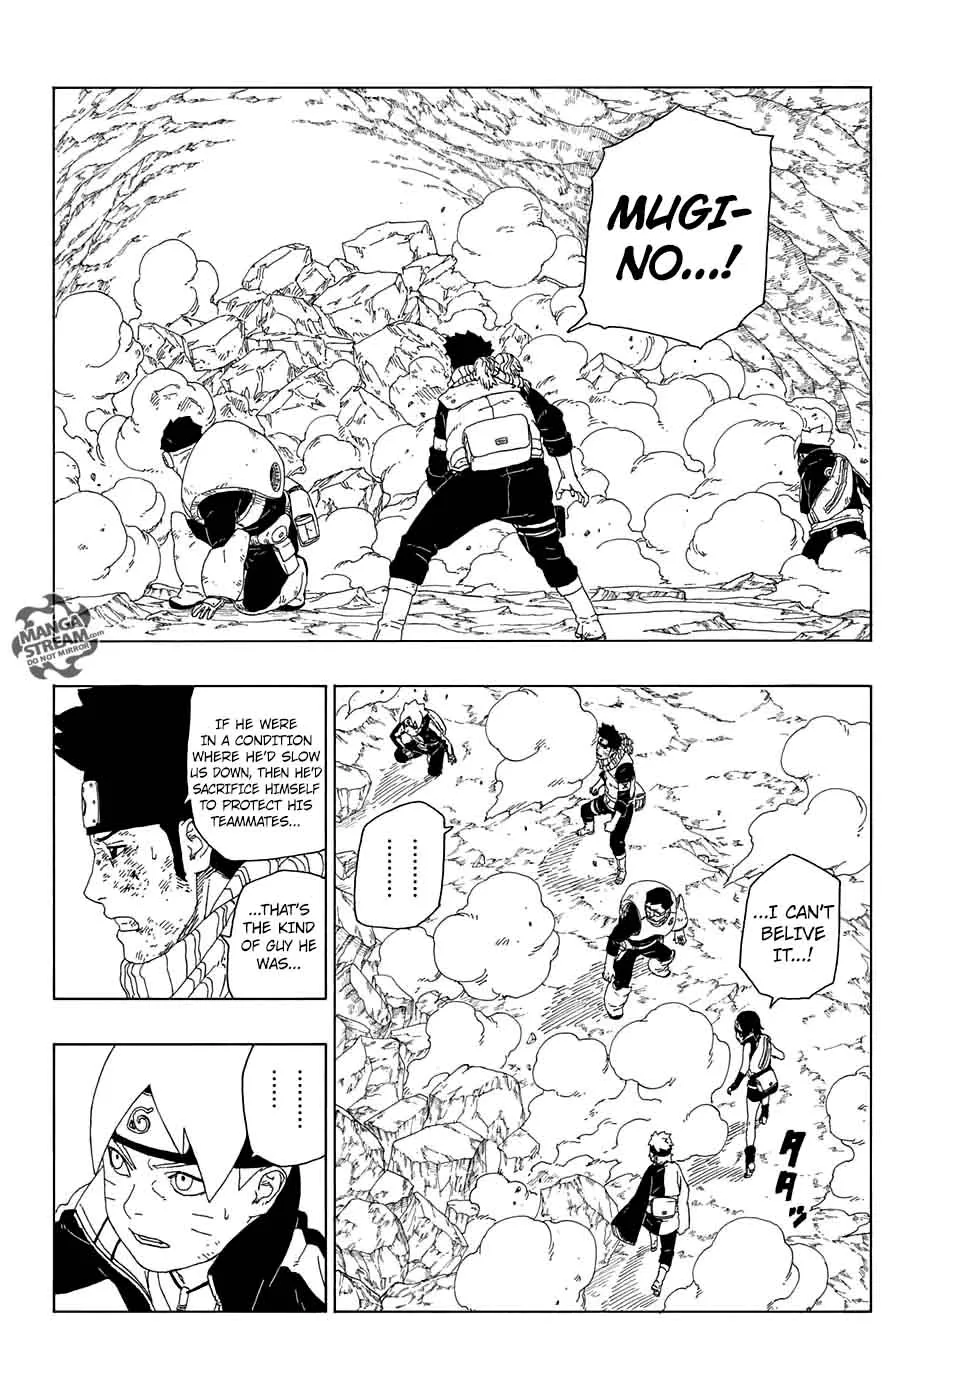 MUGI-
NO...!
MANGA
STREAM.com
DO NOT MIRROR
...I CAN'T
BELIVE
IT...!
.......
.......
タタッ
IF HE WERE
IN A CONDITION
WHERE HE'D SLOW
US DOWN, THEN HE'D
SACRIFICE HIMSELF
TO PROTECT HIS
TEAMMATES...
...THAT'S
THE KIND
OF GUY HE
WAS...
.......
.......